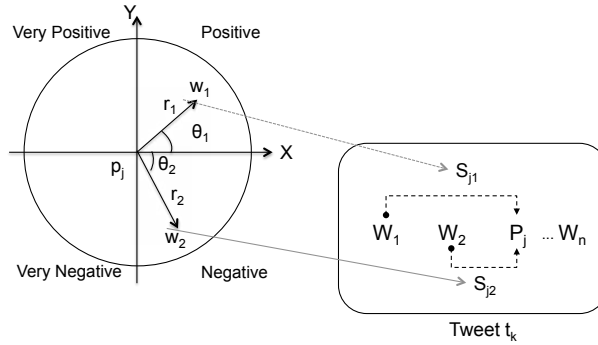 Y
Very Positive
Positive
w1
r1
θ1
X
pj
θ2
r2
w2
Very Negative
Negative
Sj1
W1 W2 Pj ... Wn
Sj2
Tweet tk